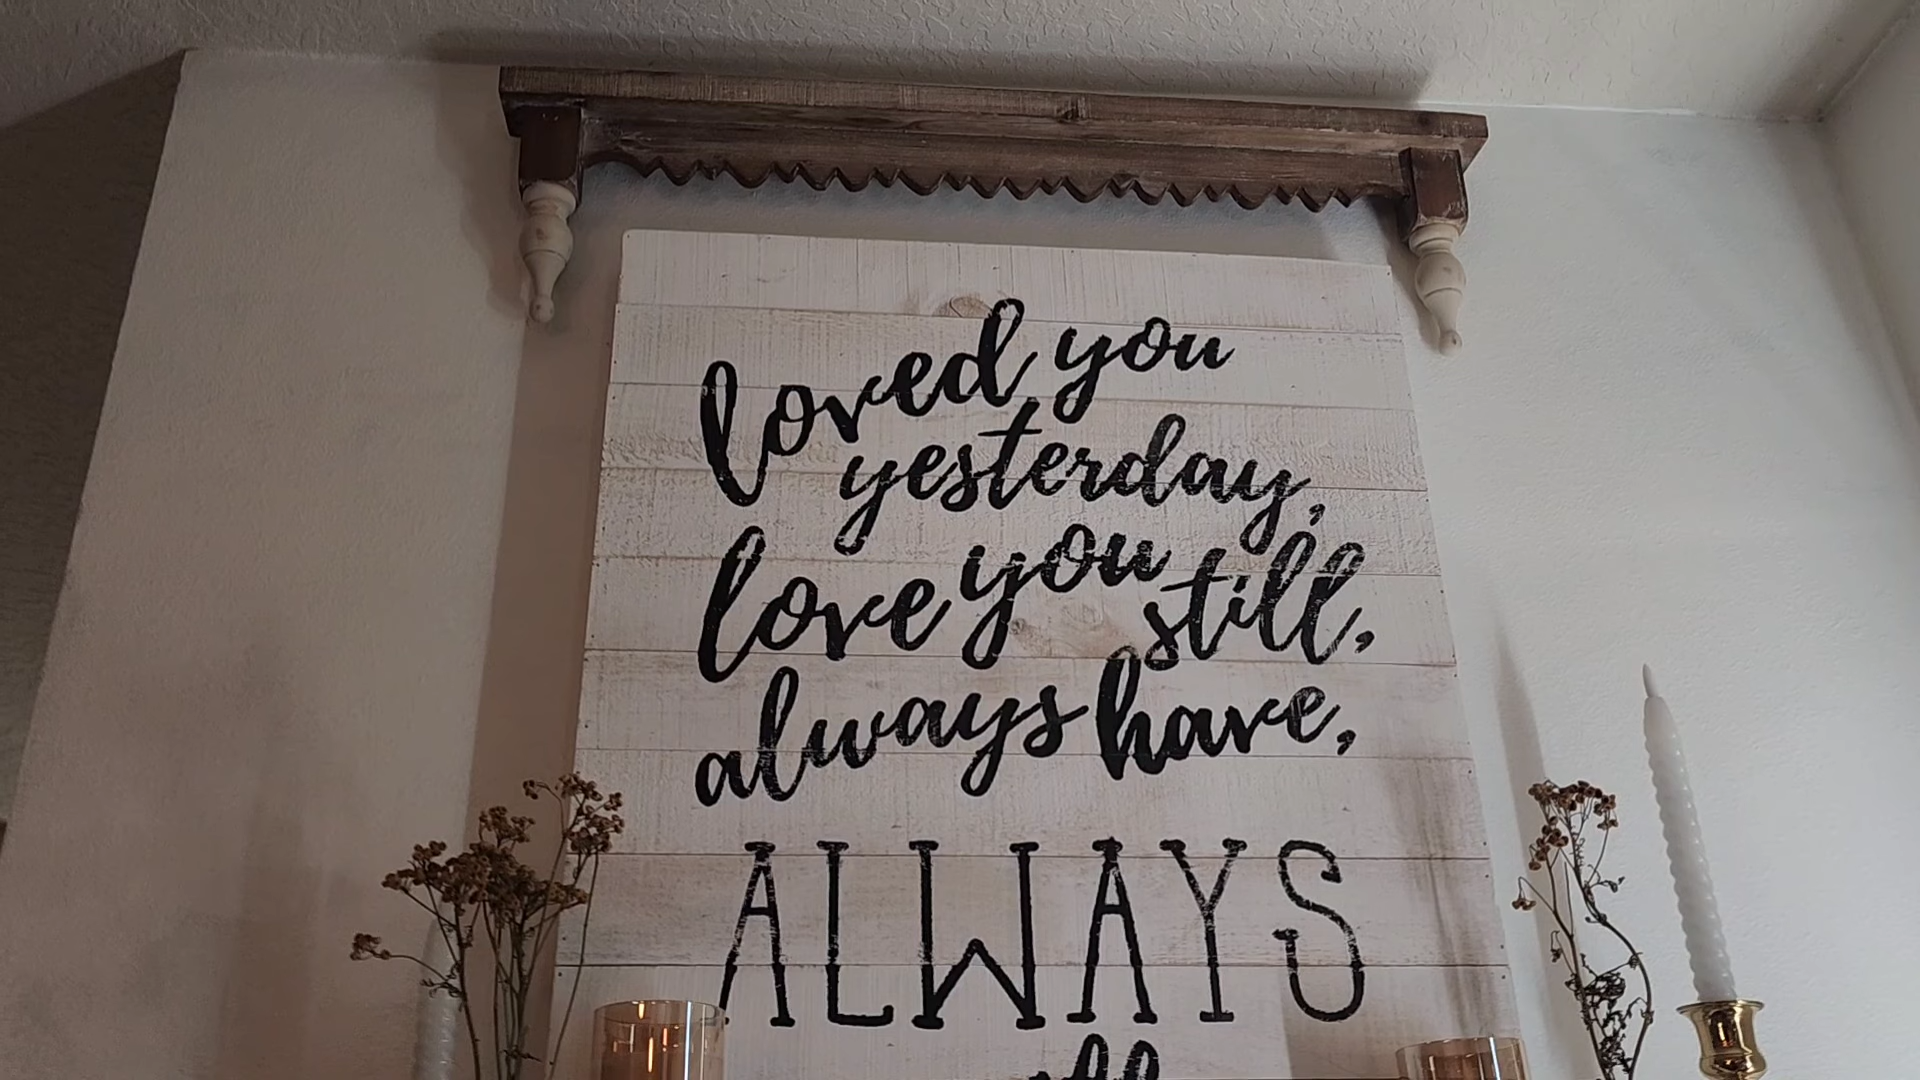 loved you
yesterday,
love you still,
always have,
ALWAYS